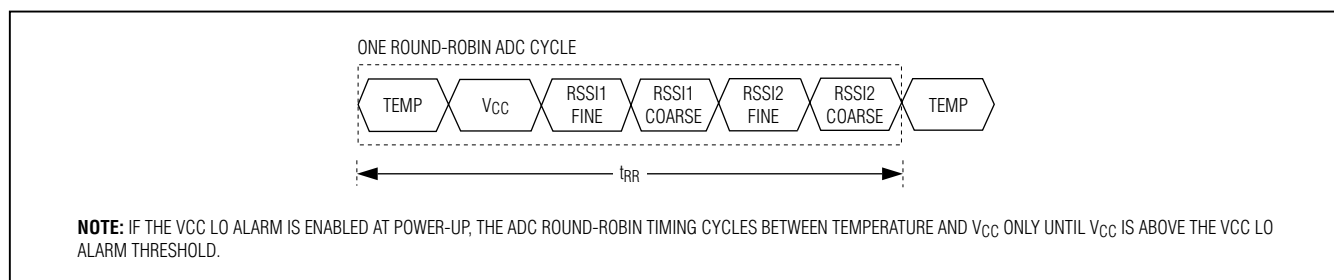 ONE ROUND-ROBIN ADC CYCLE
TEMP
VCC
RSSI1
FINE
RSSI1
COARSE
RSSI2
FINE
RSSI2
COARSE
TEMP
tRR
NOTE: IF THE VCC LO ALARM IS ENABLED AT POWER-UP, THE ADC ROUND-ROBIN TIMING CYCLES BETWEEN TEMPERATURE AND VCC ONLY UNTIL VCC IS ABOVE THE VCC LO
ALARM THRESHOLD.